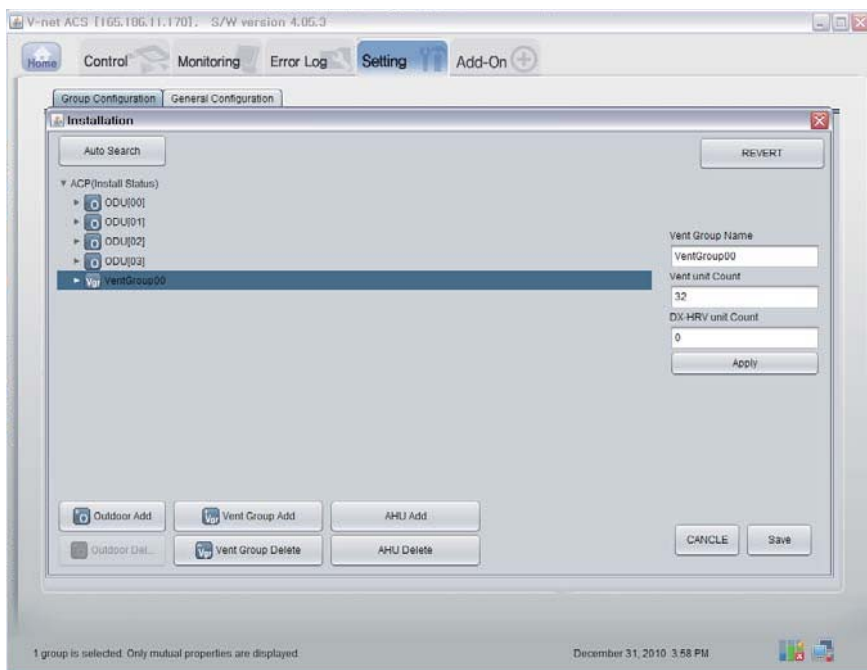 V-net ACS [165.186.11.170]. S/W version 4.05.3
Home Control Monitoring Error Log Setting Add-On
Group Configuration General Configuration
Installation
Auto Search
REVERT
ACP(Install Status)
ODU[00]
ODU[01]
ODU[02]
ODU[03]
VentGroup00
Vent Group Name
VentGroup00
Vent unit Count
32
DX-HRV unit Count
0
Apply
Outdoor Add Vent Group Add AHU Add
Outdoor Del... Vent Group Delete AHU Delete
CANCLE Save
1 group is selected. Only mutual properties are displayed. December 31, 2010 3:58 PM